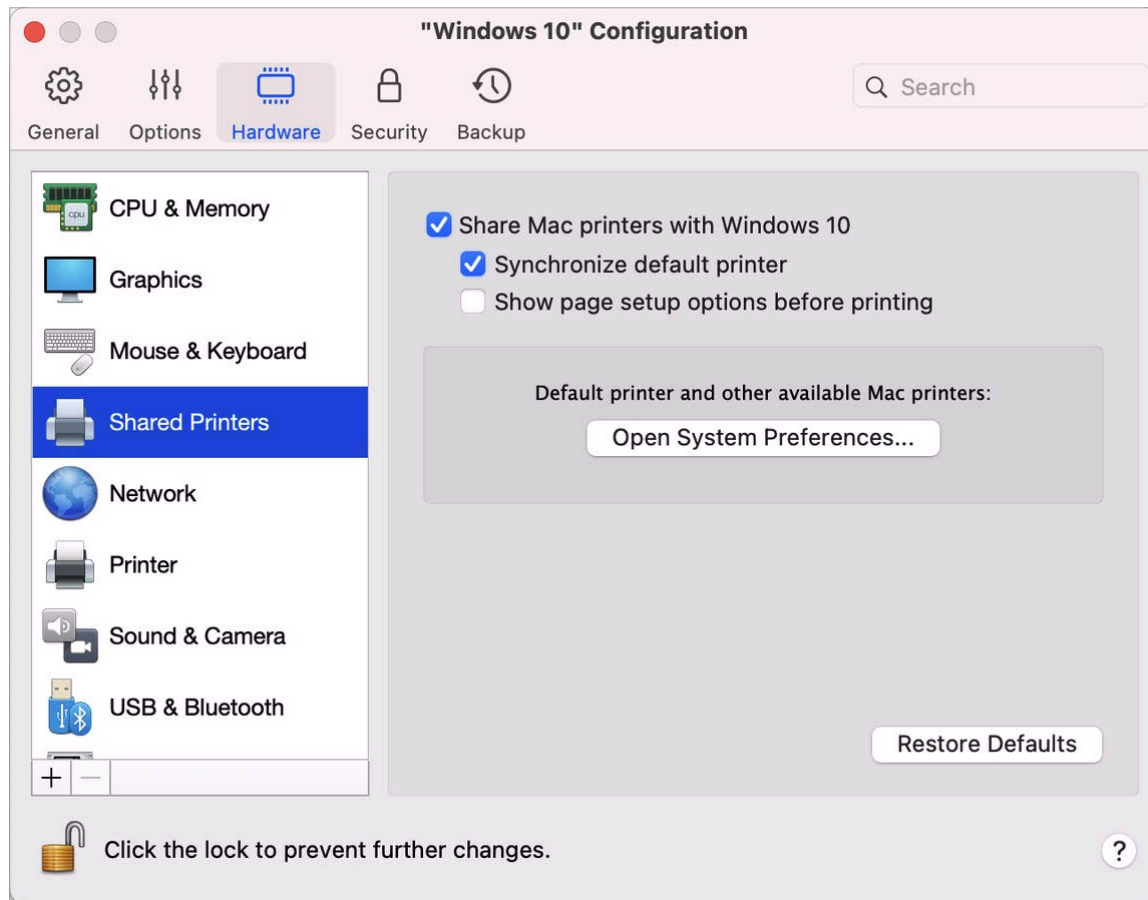 "Windows 10" Configuration
General Options Hardware Security Backup
Search
CPU & Memory
Graphics
Mouse & Keyboard
Shared Printers
Network
Printer
Sound & Camera
USB & Bluetooth
Share Mac printers with Windows 10
Synchronize default printer
Show page setup options before printing
Default printer and other available Mac printers:
Open System Preferences...
Restore Defaults
Click the lock to prevent further changes.
?